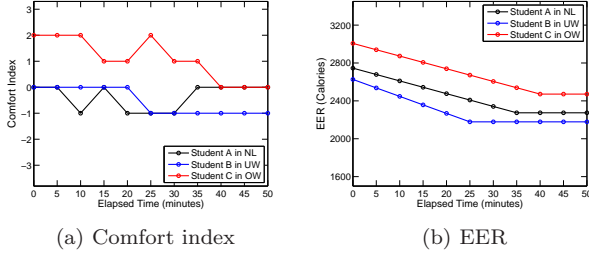 3
2
1
0
−1
−2
−3
Comfort Index
Student A in NL
Student B in UW
Student C in OW
0 5 10 15 20 25 30 35 40 45 50
Elapsed Time (minutes)
(a) Comfort index
3200
2800
2400
2000
1600
EER (Calories)
Student A in NL
Student B in UW
Student C in OW
0 5 10 15 20 25 30 35 40 45 50
Elapsed Time (minutes)
(b) EER